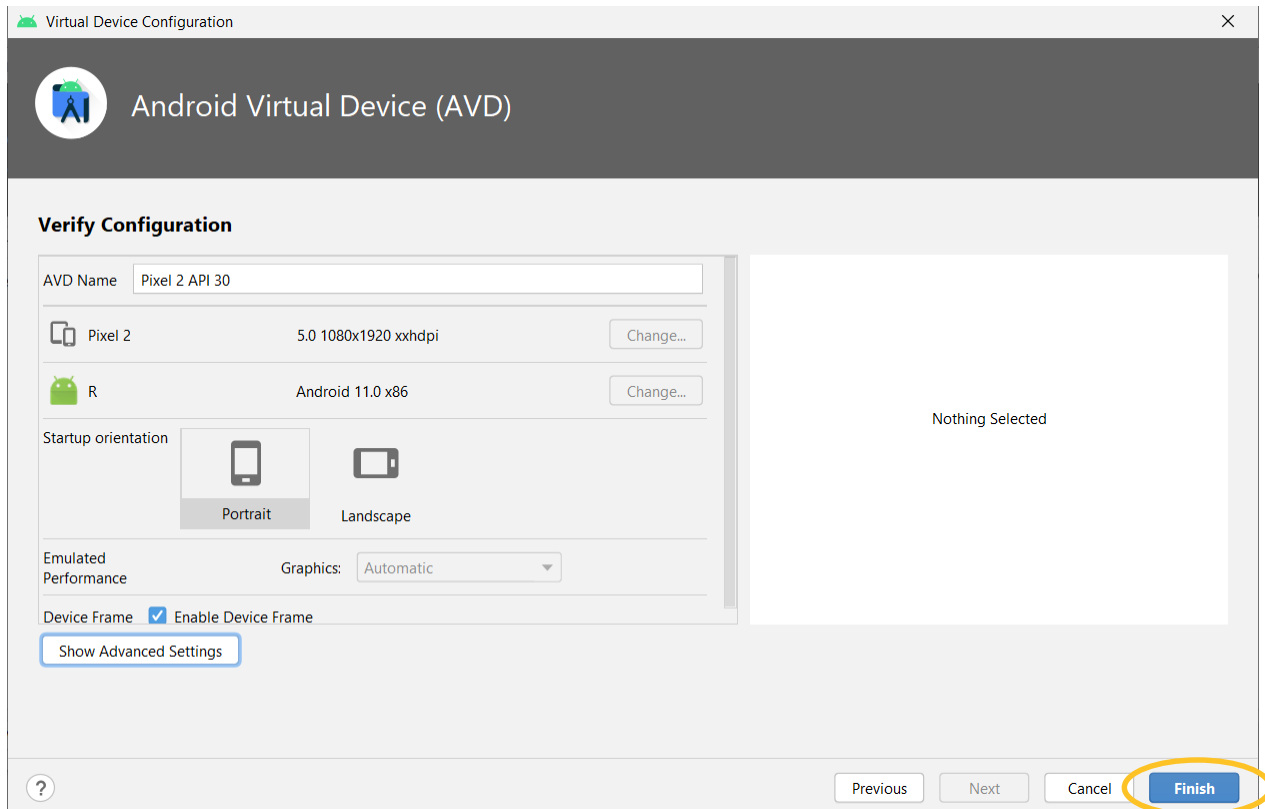 Virtual Device Configuration
Android Virtual Device (AVD)
Verify Configuration
AVD Name Pixel 2 API 30
Pixel 2 5.0 1080x1920 xxhdpi Change...
R Android 11.0 x86 Change...
Startup orientation
Portrait Landscape
Emulated
Performance
Graphics: Automatic
Device Frame Enable Device Frame
Show Advanced Settings
Nothing Selected
? Previous Next Cancel Finish